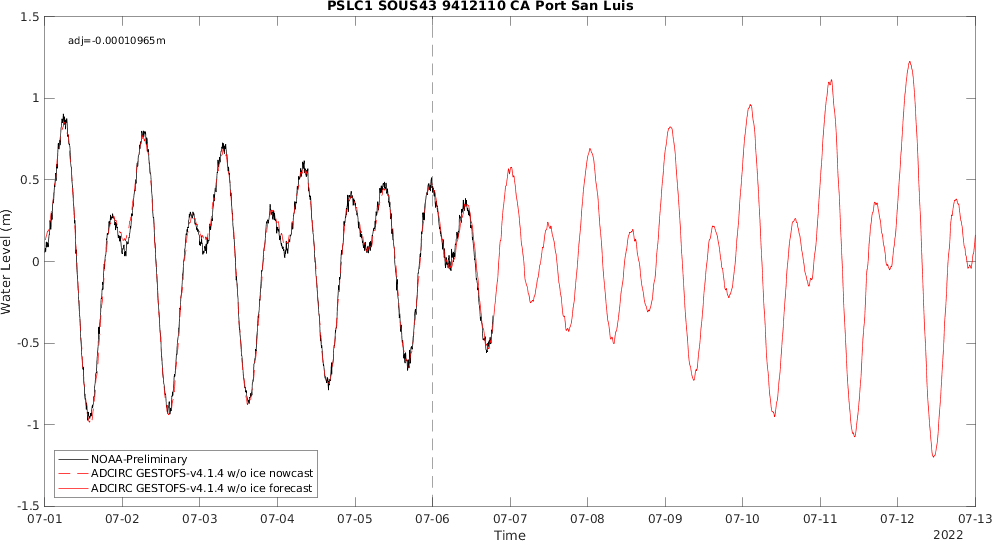 PSLC1 SOUS43 9412110 CA Port San Luis
adj=-0.00010965m
1.5
1
0.5
0
-0.5
-1
-1.5
Water Level (m)
NOAA-Preliminary
ADCIRC GESTOFS-v4.1.4 w/o ice nowcast
ADCIRC GESTOFS-v4.1.4 w/o ice forecast
07-01 07-02 07-03 07-04 07-05 07-06 07-07 07-08 07-09 07-10 07-11 07-12 07-13
Time
2022